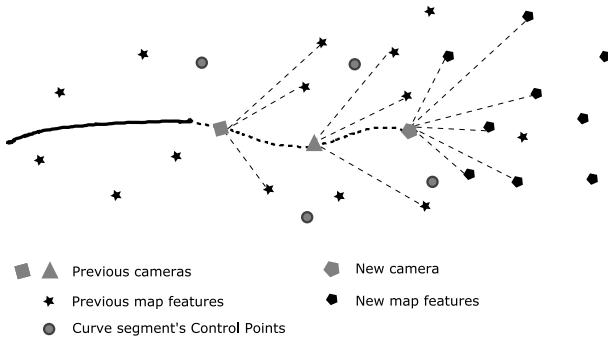 Previous cameras
New camera
Previous map features
New map features
Curve segment's Control Points